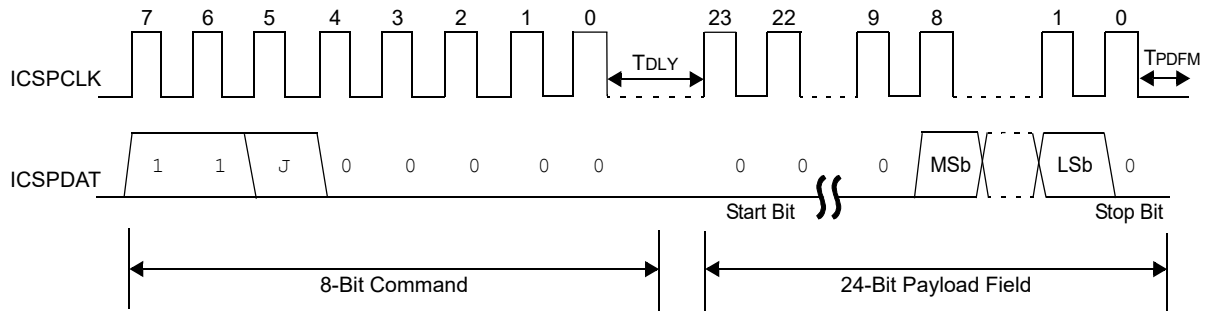 7 6 5 4 3 2 1 0 23 22 9 8 1 0
ICSPCLK TDLY TPDFM
ICSPDAT 1 1 J 0 0 0 0 0 0 0 0 MSb LSb 0
Start Bit Stop Bit
8-Bit Command 24-Bit Payload Field